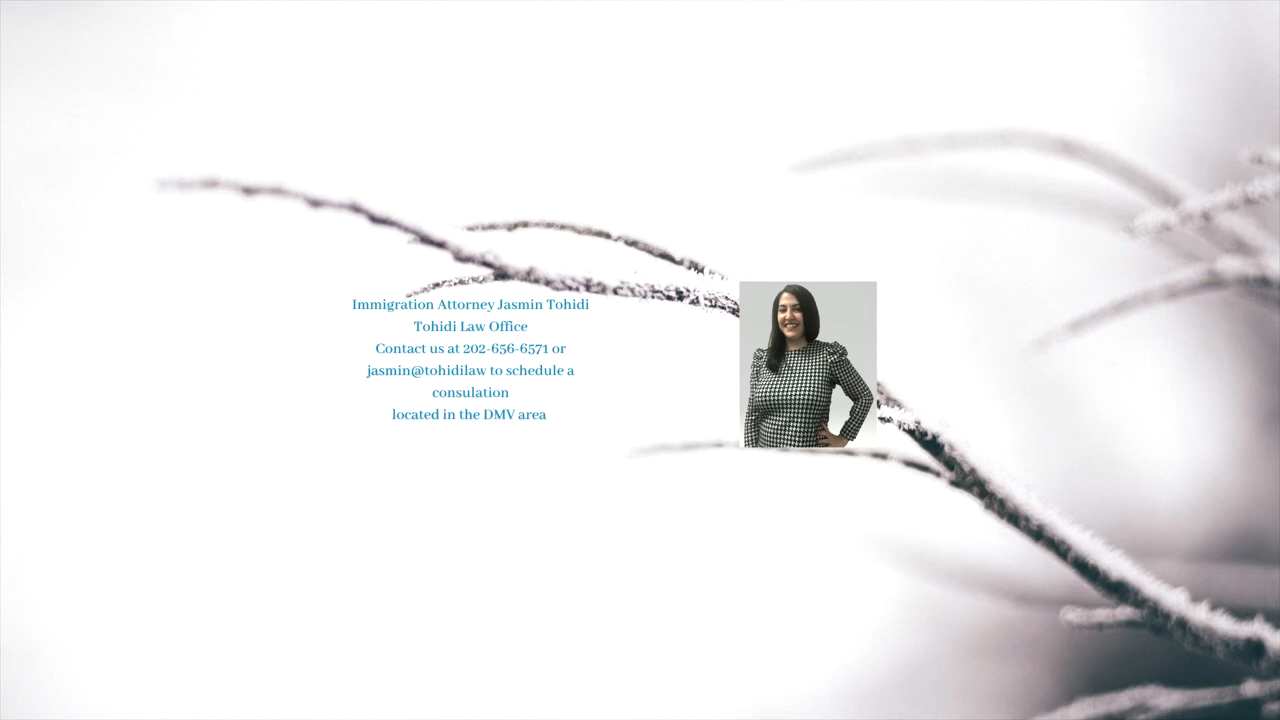 Immigration Attorney Jasmin Tohidi
Tohidi Law Office
Contact us at 202-656-6571 or
jasmin@tohidilaw to schedule a
consulation
located in the DMV area